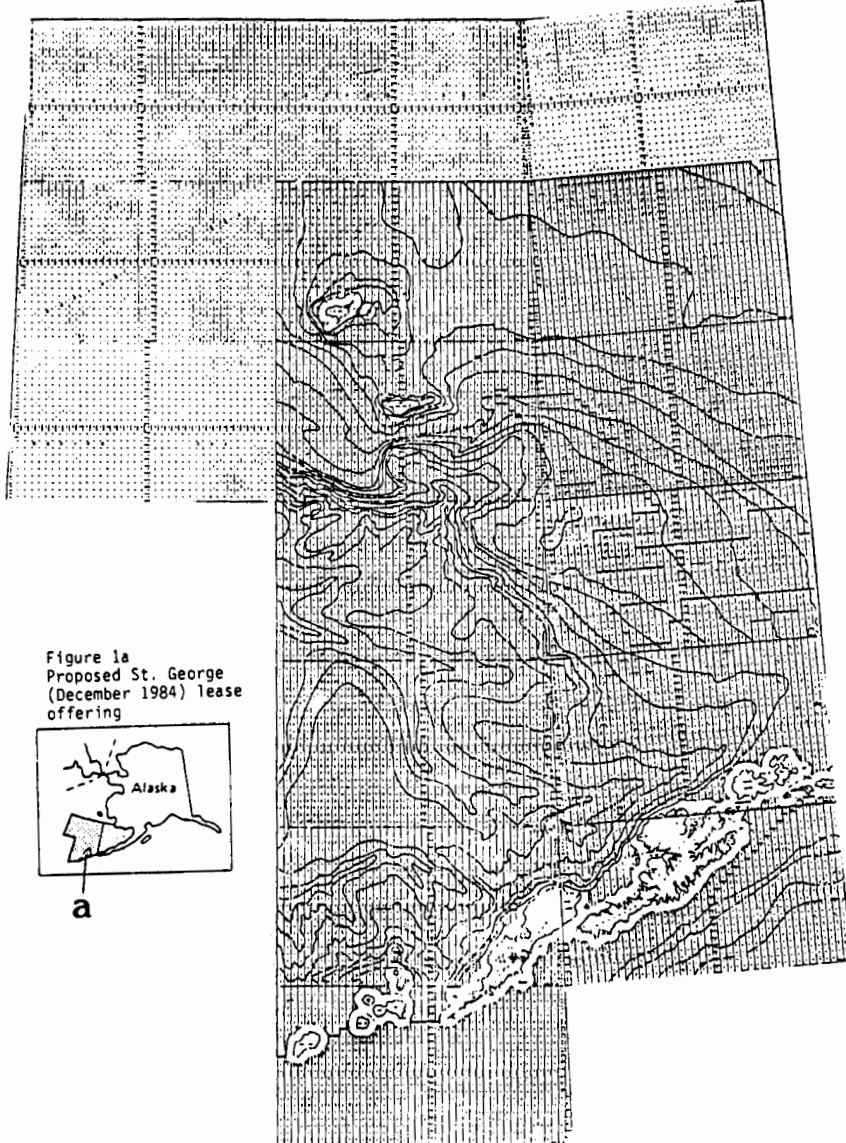 Figure 1a
Proposed St. George
(December 1984) lease
offering
Alaska
a